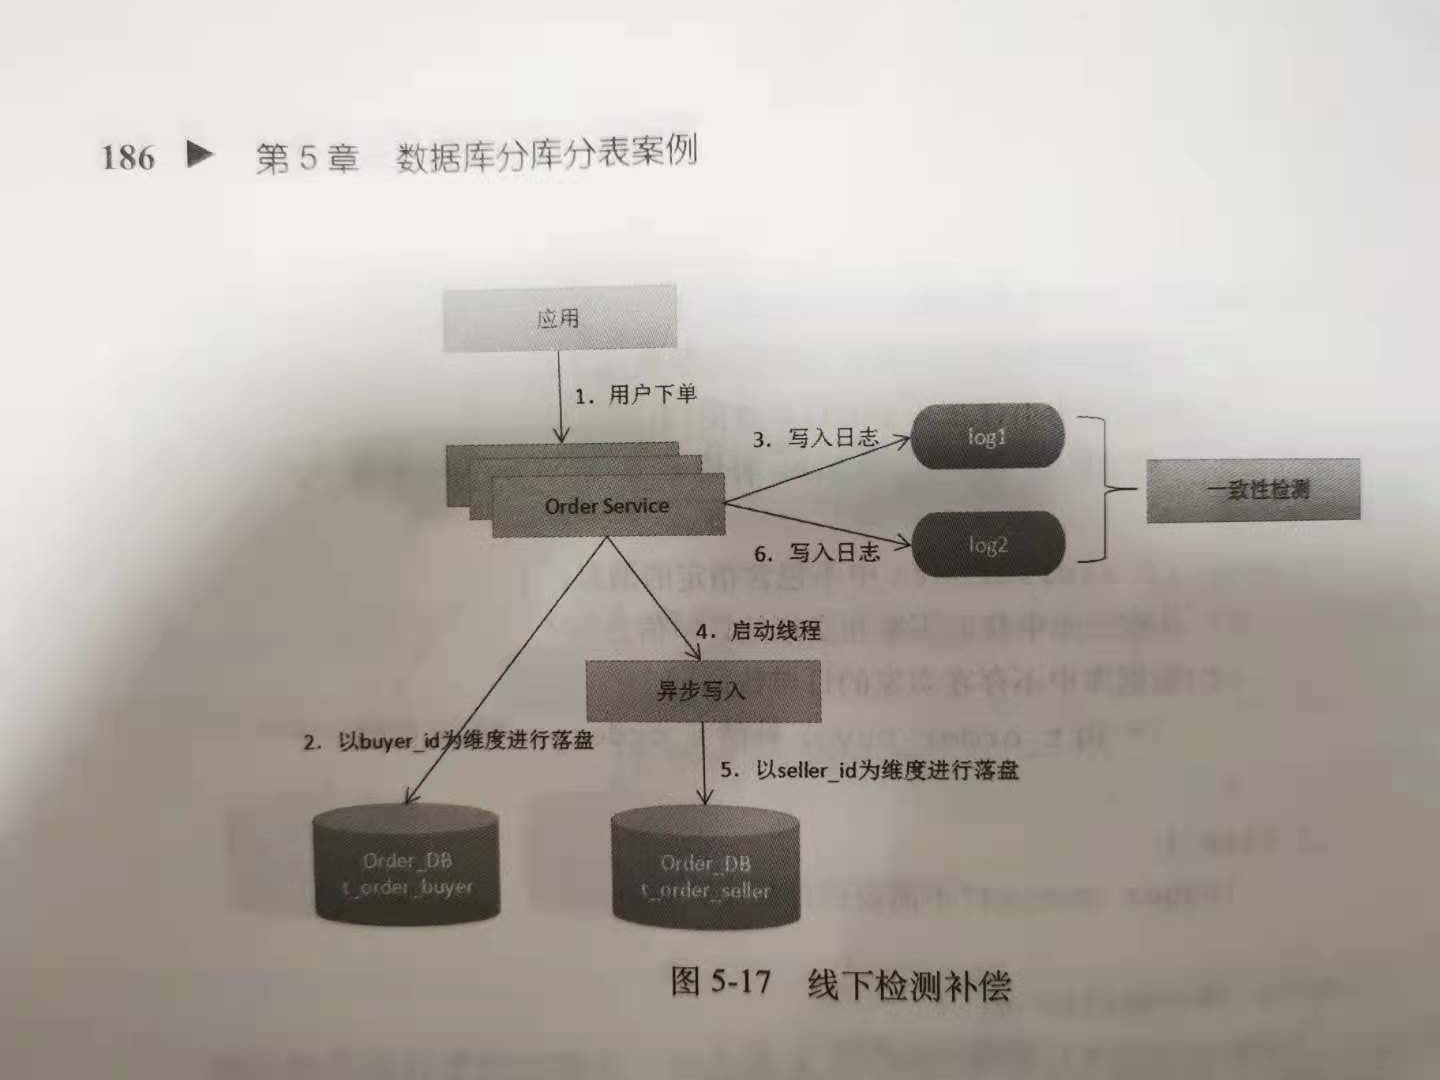 186 ▶ 第5章 数据库分库分表案例
应用
1. 用户下单
3. 写入日志
log1
Order Service
一致性检测
6. 写入日志
log2
4. 启动线程
异步写入
2. 以buyer_id为维度进行落盘
5. 以seller_id为维度进行落盘
Order_DB
t_order_buyer
Order_DB
t_order_seller
图 5-17 线下检测补偿